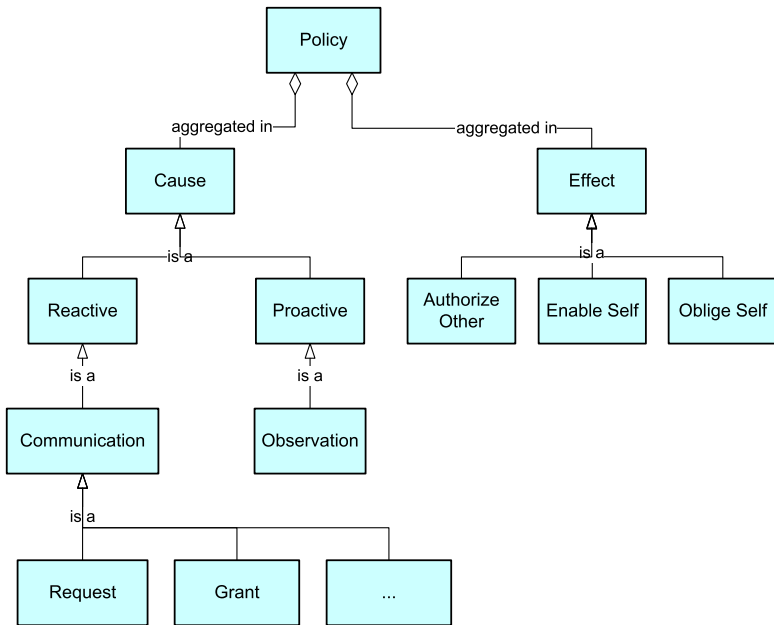 Policy
aggregated in
aggregated in
Cause
Effect
is a
is a
Reactive
Proactive
Authorize
Other
Enable Self
Oblige Self
is a
is a
Communication
Observation
is a
Request
Grant
...